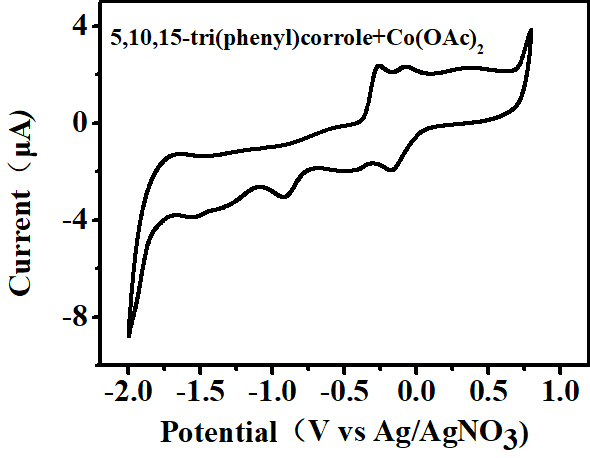 5,10,15-tri(phenyl)corrole+Co(OAc)2
4
0
-4
-8
Current（μA）
-2.0 -1.5 -1.0 -0.5 0.0 0.5 1.0
Potential（V vs Ag/AgNO3)